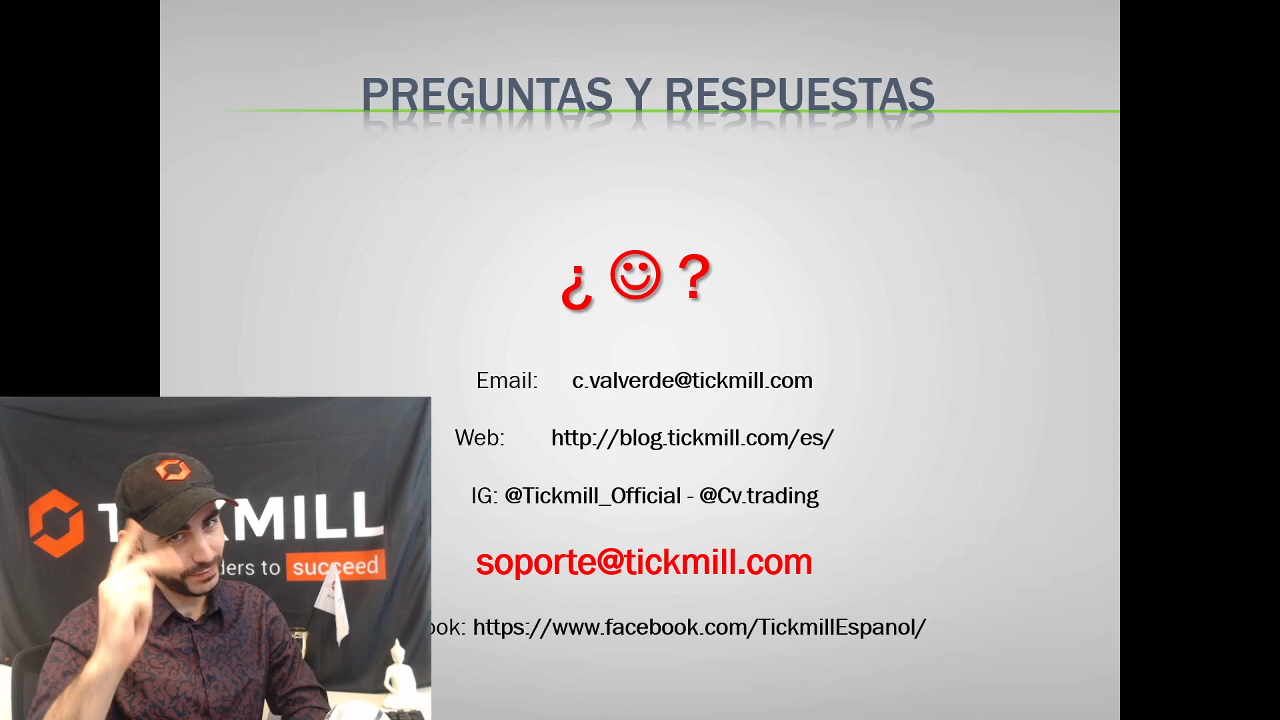 PREGUNTAS Y RESPUESTAS
¿ ☺ ?
Email: c.valverde@tickmill.com
Web: http://blog.tickmill.com/es/
IG: @Tickmill_Official - @Cv.trading
soporte@tickmill.com
ook: https://www.facebook.com/TickmillEspanol/
T KMILL
ders to succeed